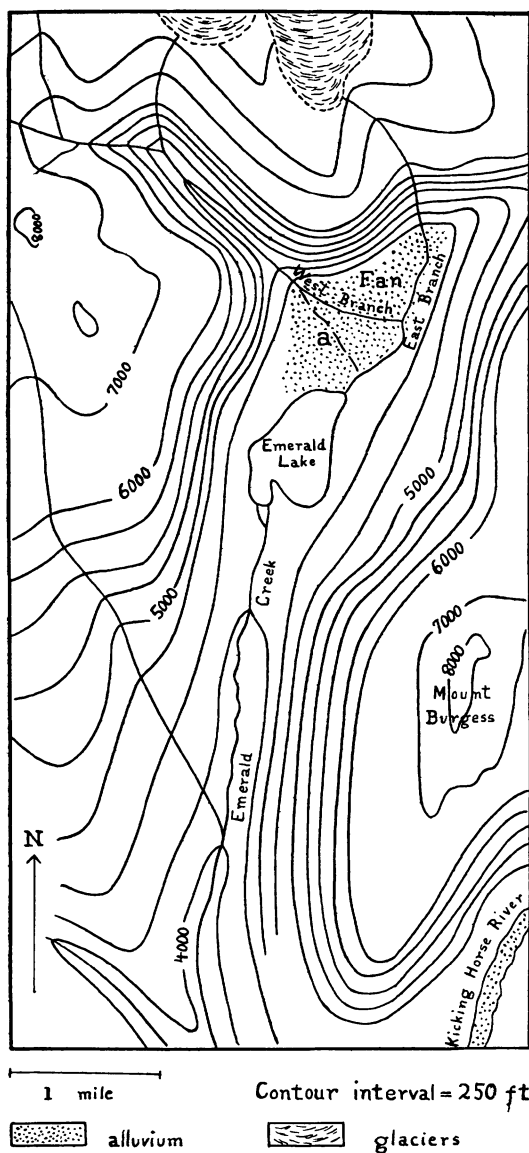 8000
Fan
West Branch
East Branch
a
7000
Emerald
Lake
6000
5000
5000
6000
Creek
7000
8000
Mount
Burgess
Emerald
N
4000
Kicking Horse River
1 mile
Contour interval = 250 ft
alluvium
glaciers